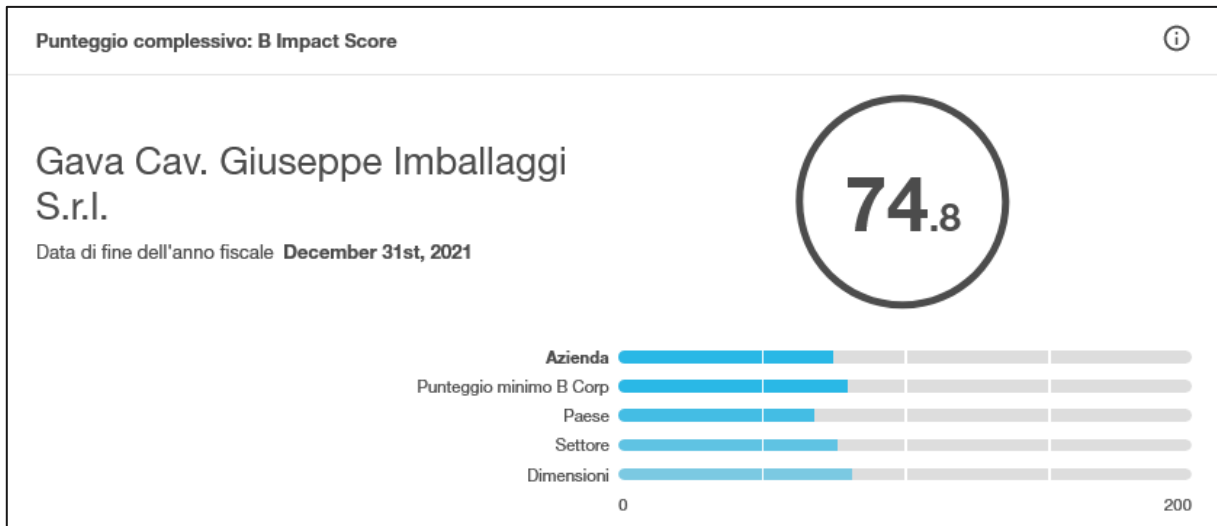 Punteggio complessivo: B Impact Score
Gava Cav. Giuseppe Imballaggi
S.r.l.
Data di fine dell'anno fiscale December 31st, 2021
74.8
Azienda
Punteggio minimo B Corp
Paese
Settore
Dimensioni
0 200